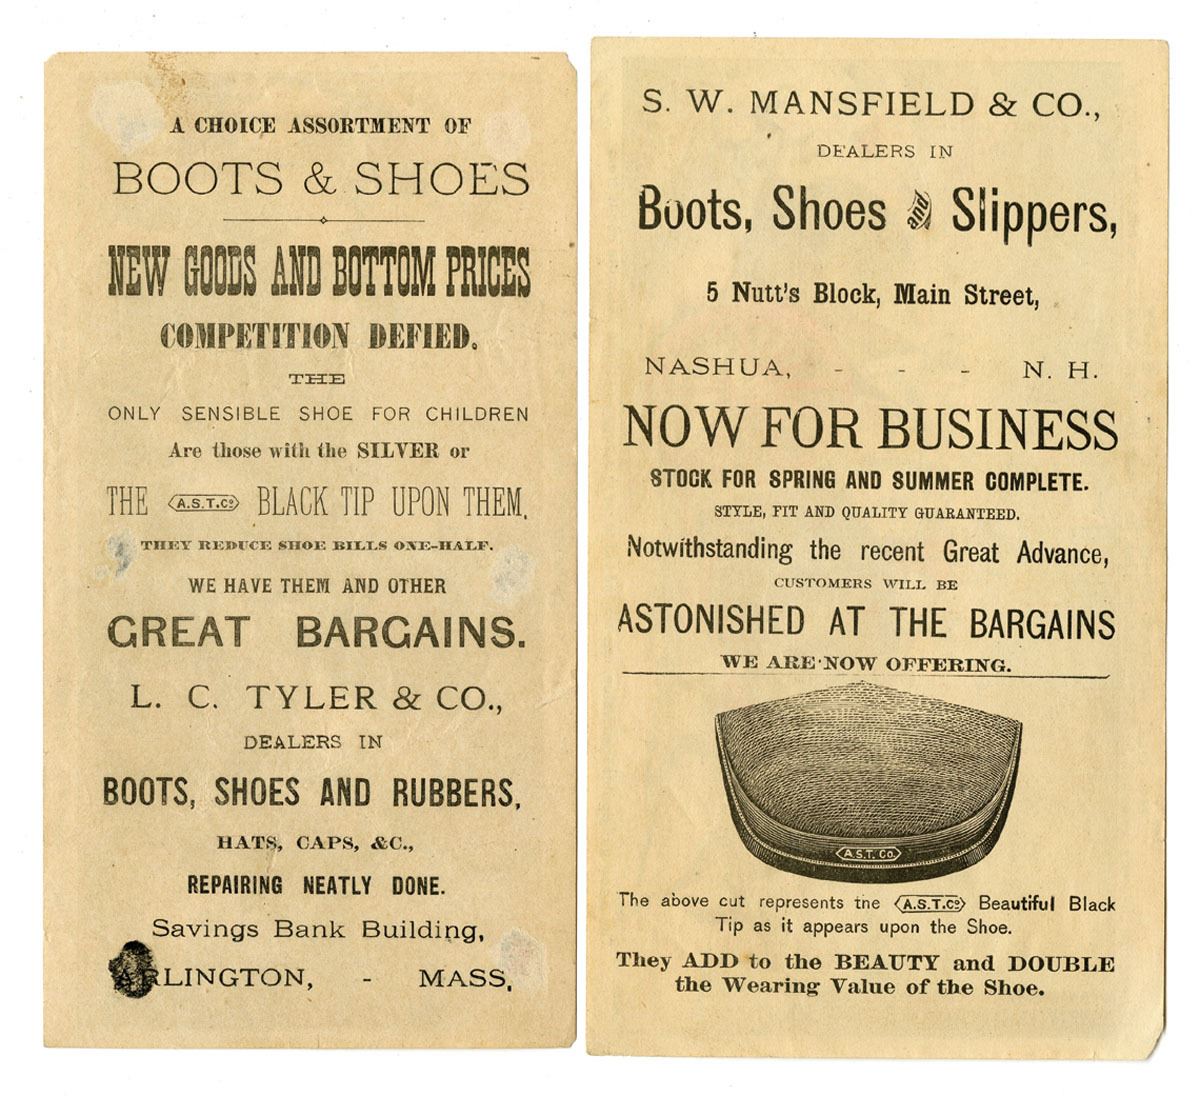 A CHOICE ASSORTMENT OF
BOOTS & SHOES
NEW GOODS AND BOTTOM PRICES
COMPETITION DEFIED.
THE
ONLY SENSIBLE SHOE FOR CHILDREN
Are those with the SILVER or
THE A.S.T.Co BLACK TIP UPON THEM.
THEY REDUCE SHOE BILLS ONE-HALF.
WE HAVE THEM AND OTHER
GREAT BARGAINS.
L. C. TYLER & CO.,
DEALERS IN
BOOTS, SHOES AND RUBBERS,
HATS, CAPS, &C.,
REPAIRING NEATLY DONE.
Savings Bank Building,
ARLINGTON, - MASS.
S. W. MANSFIELD & CO.,
DEALERS IN
Boots, Shoes and Slippers,
5 Nutt's Block, Main Street,
NASHUA, - - - N. H.
NOW FOR BUSINESS
STOCK FOR SPRING AND SUMMER COMPLETE.
STYLE, FIT AND QUALITY GUARANTEED.
Notwithstanding the recent Great Advance,
CUSTOMERS WILL BE
ASTONISHED AT THE BARGAINS
WE ARE NOW OFFERING.
A.S.T. Co.
The above cut represents the A.S.T.Co Beautiful Black
Tip as it appears upon the Shoe.
They ADD to the BEAUTY and DOUBLE
the Wearing Value of the Shoe.